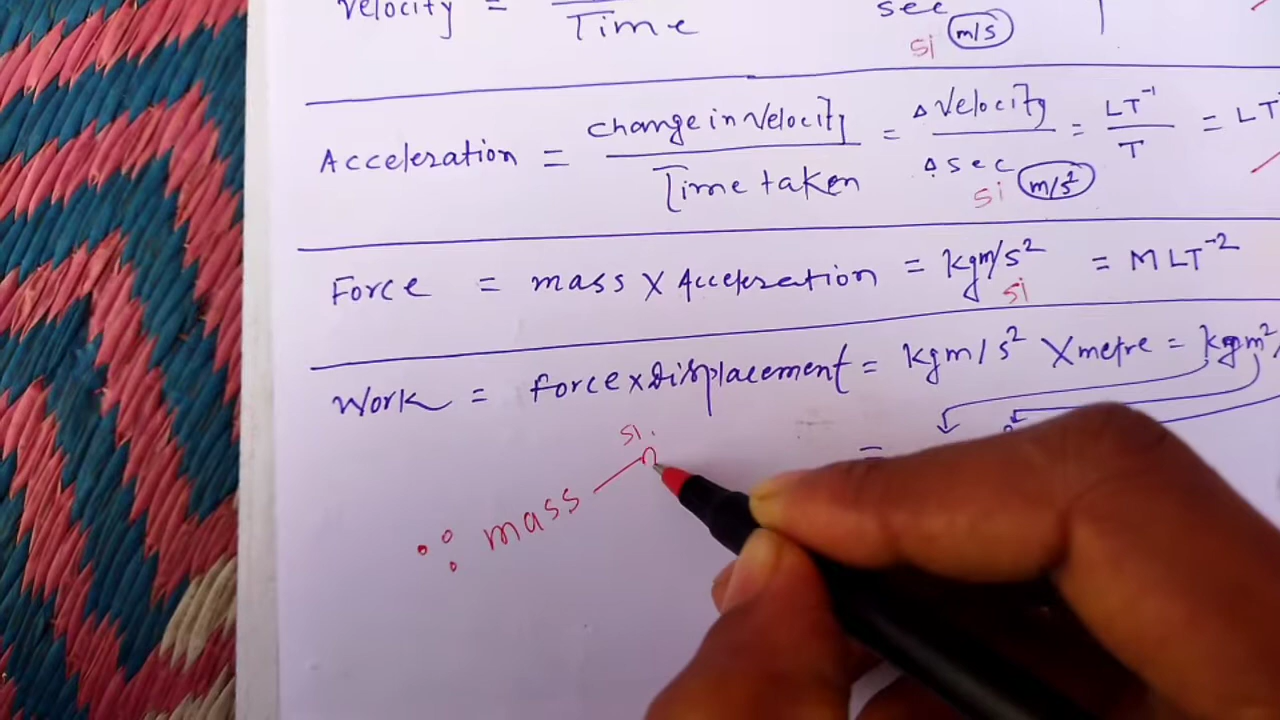 Velocity = Time sec
si m/s
Acceleration = change in Velocity / Time taken = Δ Velocity / Δ sec = LT⁻¹ / T = LT
si m/s²
Force = mass X Acceleration = kgm/s² = MLT⁻²
si
Work = force x Displacement = kgm/s² X metre = kgm²
si.
=
∵ mass